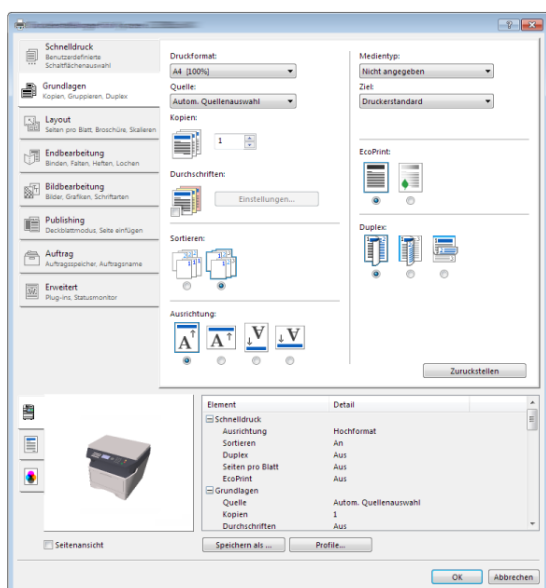 Schnelldruck
Benutzerdefinierte
Schaltflächenauswahl
Grundlagen
Kopien, Gruppieren, Duplex
Layout
Seiten pro Blatt, Broschüre, Skalieren
Endbearbeitung
Binden, Falten, Heften, Lochen
Bildbearbeitung
Bilder, Grafiken, Schriftarten
Publishing
Deckblattmodus, Seite einfügen
Auftrag
Auftragsspeicher, Auftragsname
Erweitert
Plug-ins, Statusmonitor
Druckformat:
A4 [100%]
Quelle:
Autom. Quellenauswahl
Kopien:
1
Durchschriften:
Einstellungen...
Sortieren:
Ausrichtung:
A A A A
Medientyp:
Nicht angegeben
Ziel:
Druckerstandard
EcoPrint:
Duplex:
Zuruckstellen
Element Detail
Schnelldruck
Ausrichtung Hochformat
Sortieren An
Duplex Aus
Seiten pro Blatt Aus
EcoPrint Aus
Grundlagen
Quelle Autom. Quellenauswahl
Kopien 1
Durchschriften Aus
Seitenansicht
Speichern als ... Profile...
OK Abbrechen